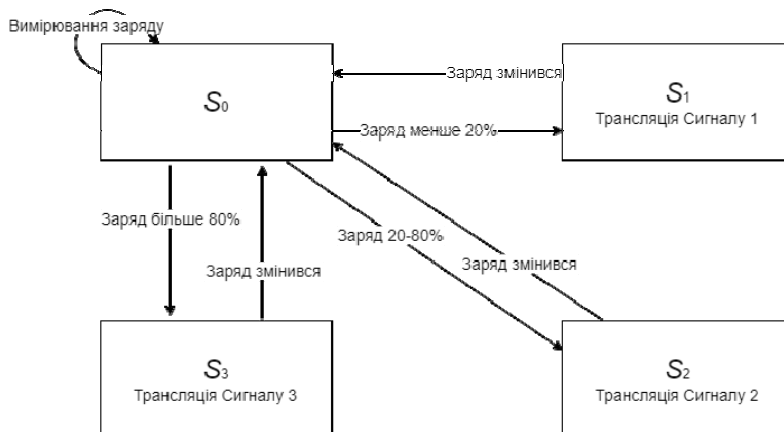 Вимірювання заряду
S0
Заряд змінився
S1
Трансляція Сигналу 1
Заряд менше 20%
Заряд більше 80%
Заряд 20-80%
Заряд змінився
Заряд змінився
S3
Трансляція Сигналу 3
S2
Трансляція Сигналу 2